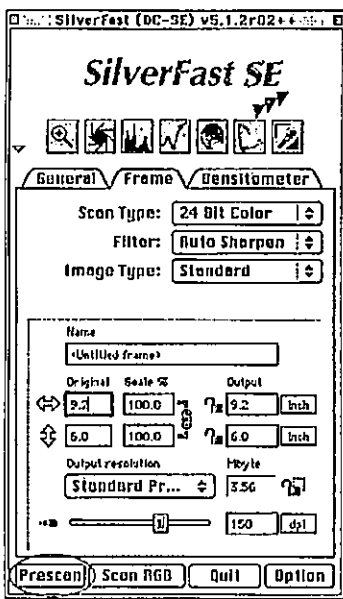 SilverFast (DC-SE) v5.1.2r02
SilverFast SE
General Frame Densitometer
Scan Type: 24 Bit Color
Filter: Auto Sharpen
Image Type: Standard
Name
<Untitled frame>
Original Scale % Output
9.2 100.0 9.2 Inch
6.0 100.0 6.0 Inch
Output resolution Mbyte
Standard Pr... 3.56
150 dpi
Prescan Scan RGB Quit Option